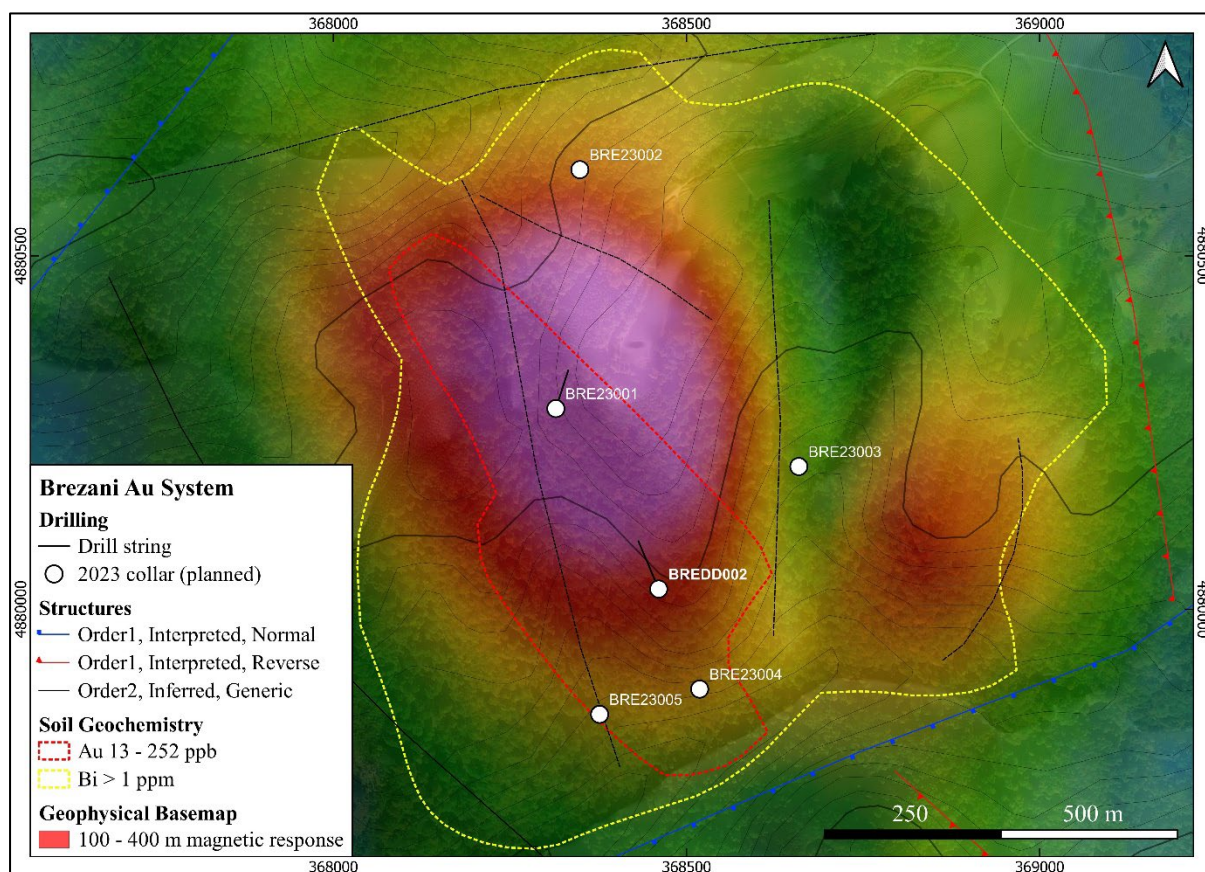 368000
368500
369000
BRE23002
4880500
4880500
BRE23001
BRE23003
Brezani Au System
Drilling
Drill string
2023 collar (planned)
Structures
Order1, Interpreted, Normal
Order1, Interpreted, Reverse
Order2, Inferred, Generic
Soil Geochemistry
Au 13 - 252 ppb
Bi > 1 ppm
Geophysical Basemap
100 - 400 m magnetic response
BREDD002
4880000
4880000
BRE23004
BRE23005
250
500 m
368000
368500
369000